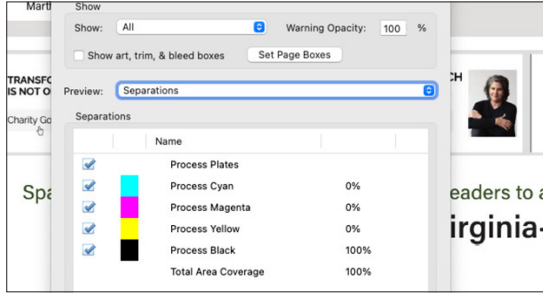 Marth
Show
Show: All Warning Opacity: 100 %
Show art, trim, & bleed boxes Set Page Boxes
TRANSFO
IS NOT O
CH
Preview: Separations
Charity Go
Separations
Name
Process Plates
Process Cyan 0%
Process Magenta 0%
Process Yellow 0%
Process Black 100%
Total Area Coverage 100%
Spa
eaders to a
irginia-